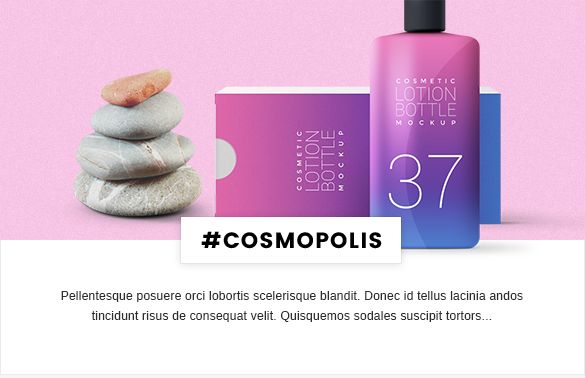 COSMETIC
LOTION
BOTTLE
MOCKUP
COSMETIC
LOTION
BOTTLE
MOCKUP
37
#COSMOPOLIS
Pellentesque posuere orci lobortis scelerisque blandit. Donec id tellus lacinia andos
tincidunt risus de consequat velit. Quisquemos sodales suscipit tortors...